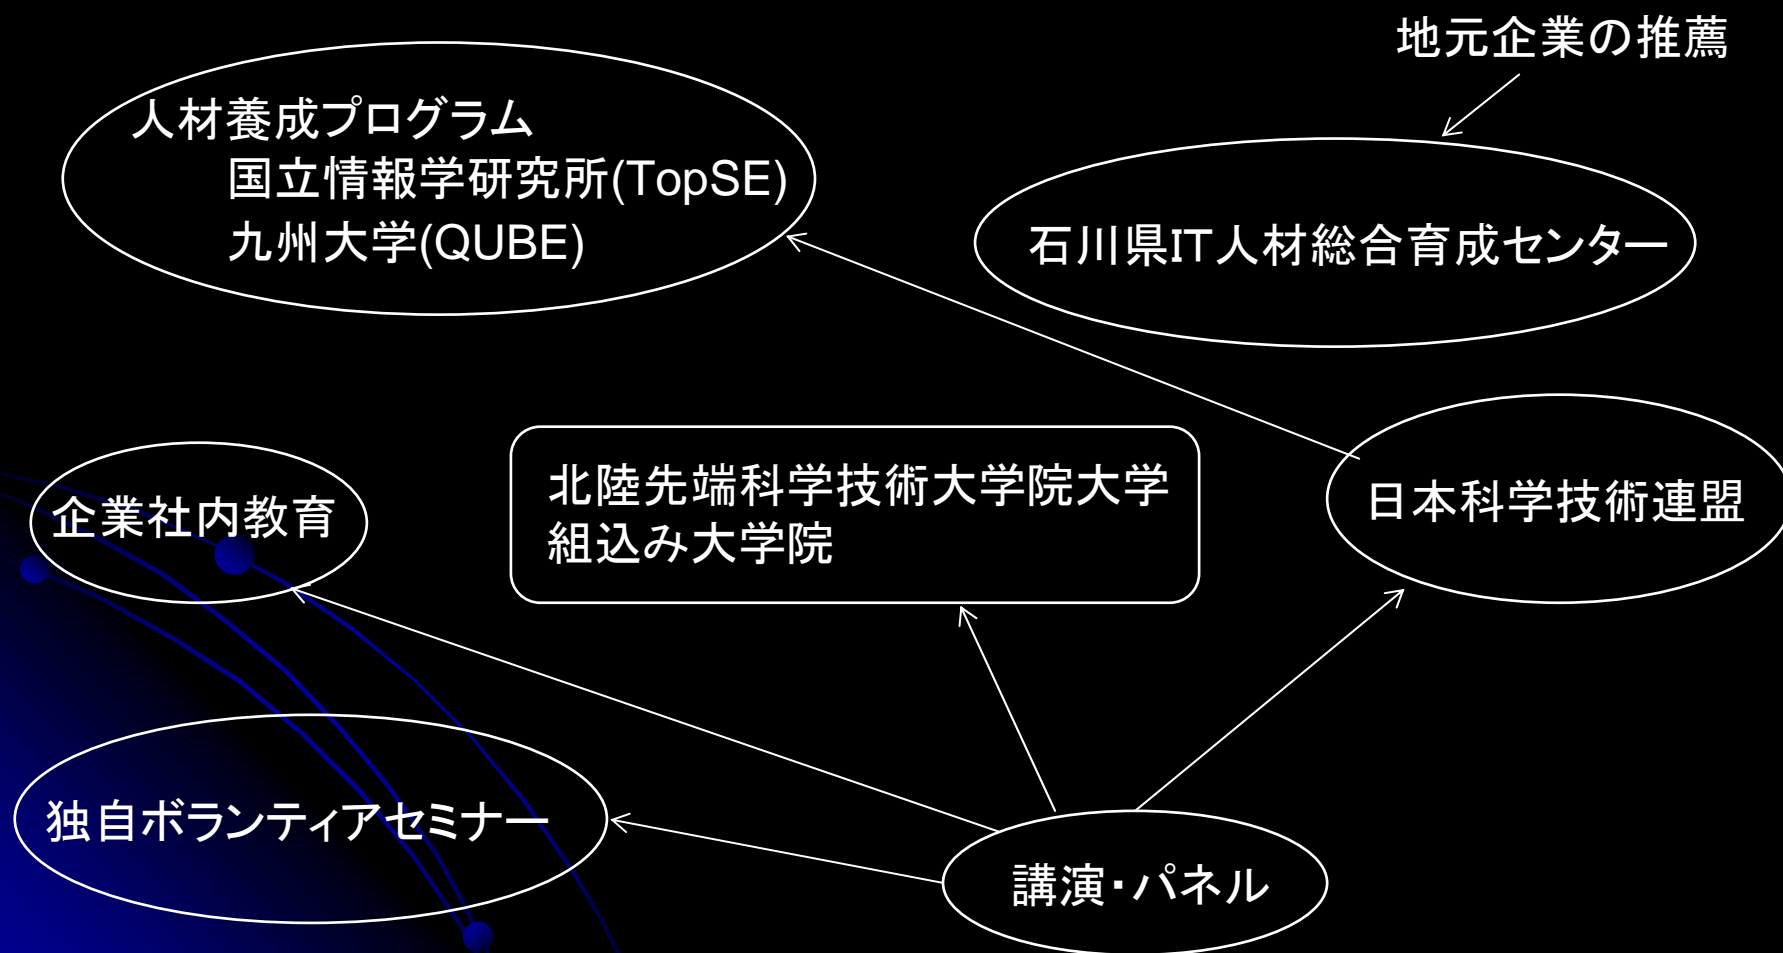 地元企業の推薦
人材養成プログラム
国立情報学研究所(TopSE)
九州大学(QUBE)
石川県IT人材総合育成センター
北陸先端科学技術大学院大学
組込み大学院
日本科学技術連盟
企業社内教育
独自ボランティアセミナー
講演・パネル